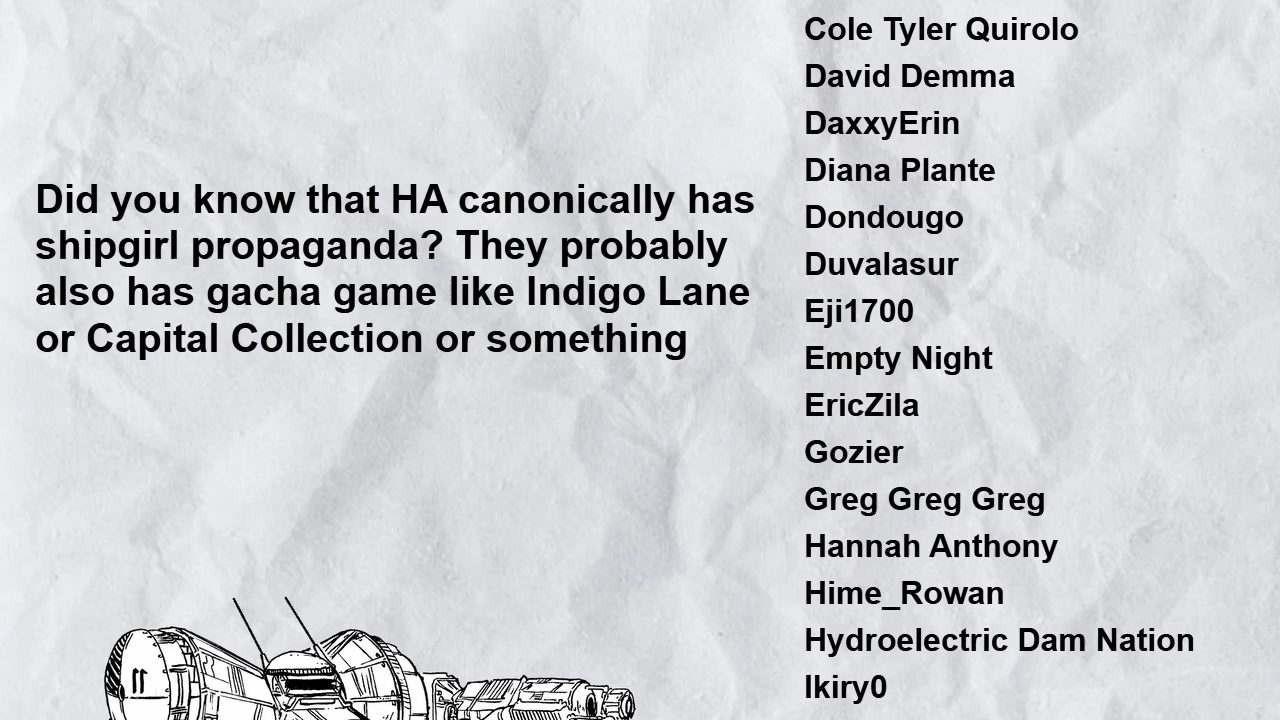 Did you know that HA canonically has
shipgirl propaganda? They probably
also has gacha game like Indigo Lane
or Capital Collection or something
Cole Tyler Quirolo
David Demma
DaxxyErin
Diana Plante
Dondougo
Duvalasur
Eji1700
Empty Night
EricZila
Gozier
Greg Greg Greg
Hannah Anthony
Hime_Rowan
Hydroelectric Dam Nation
Ikiry0